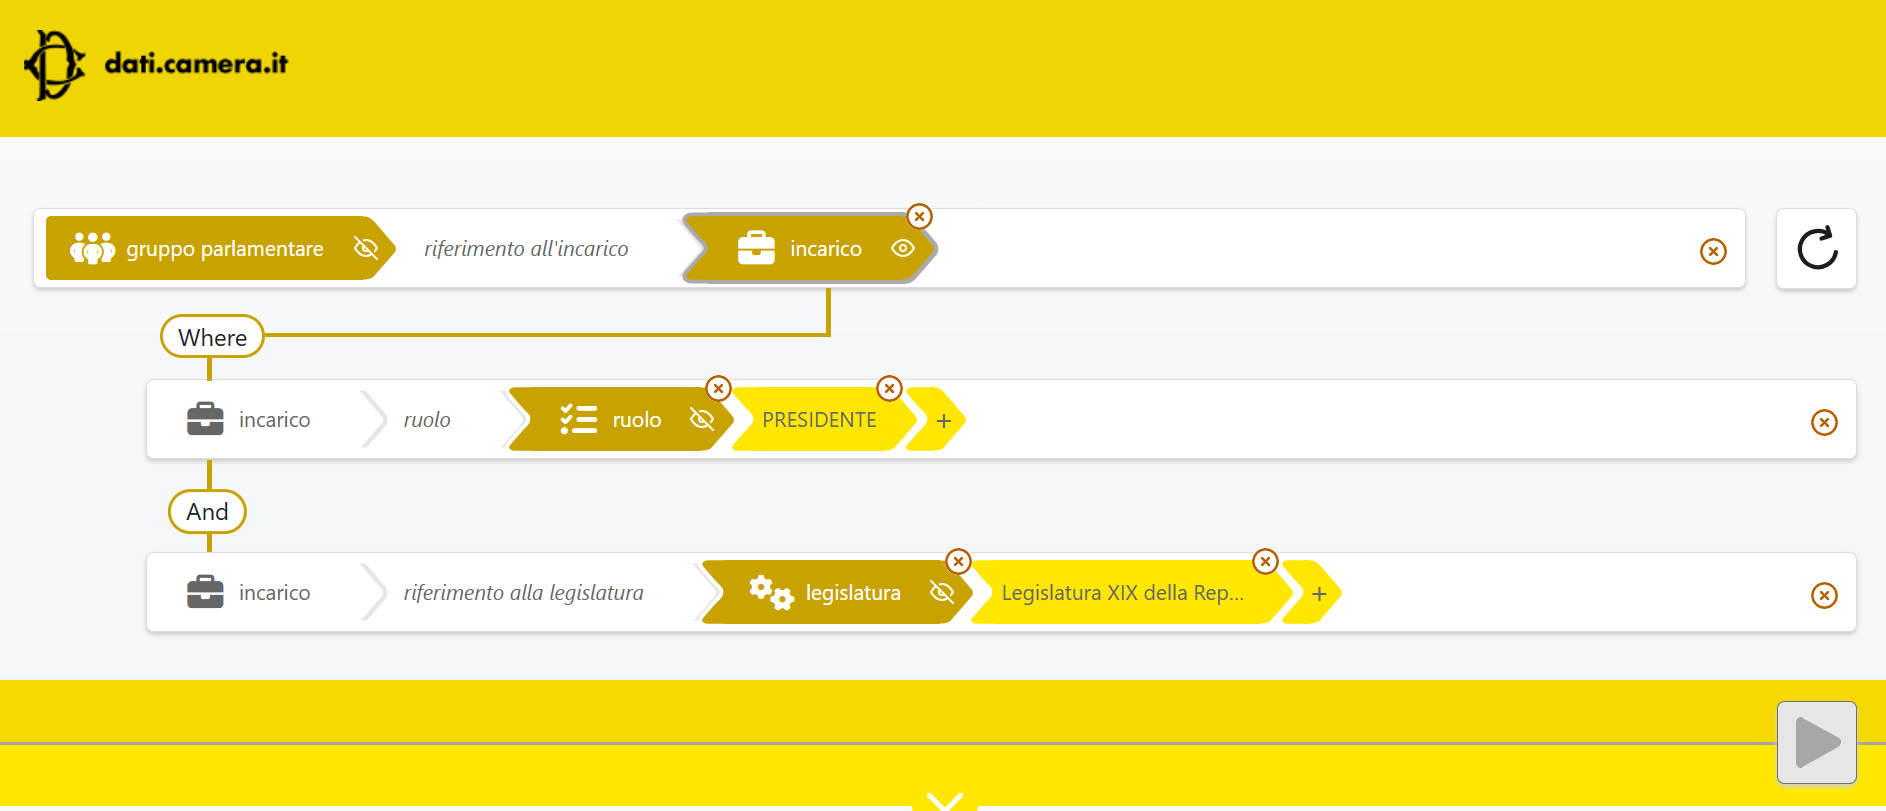 dati.camera.it
gruppo parlamentare riferimento all'incarico incarico
Where
incarico ruolo ruolo PRESIDENTE +
And
incarico riferimento alla legislatura legislatura Legislatura XIX della Rep... +